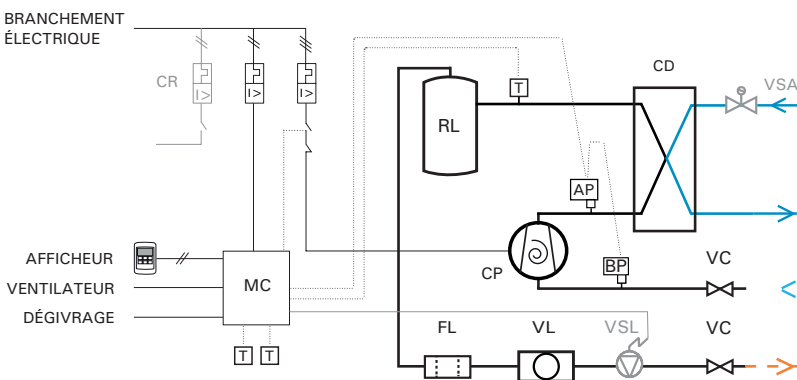 BRANCHEMENT
ÉLECTRIQUE
CR
I>
I>
I>
T
CD
VSA
RL
AP
CP
BP
VC
AFFICHEUR
VENTILATEUR
DÉGIVRAGE
MC
T
T
FL
VL
VSL
VC